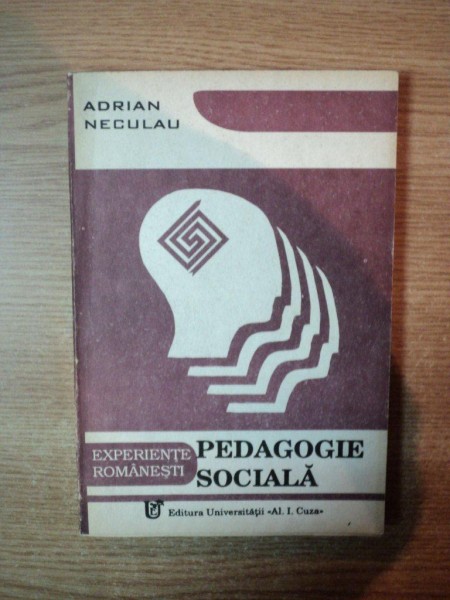 ADRIAN
NECULAU
EXPERIENȚE
ROMÂNEȘTI
PEDAGOGIE
SOCIALĂ
Editura Universității «Al. I. Cuza»